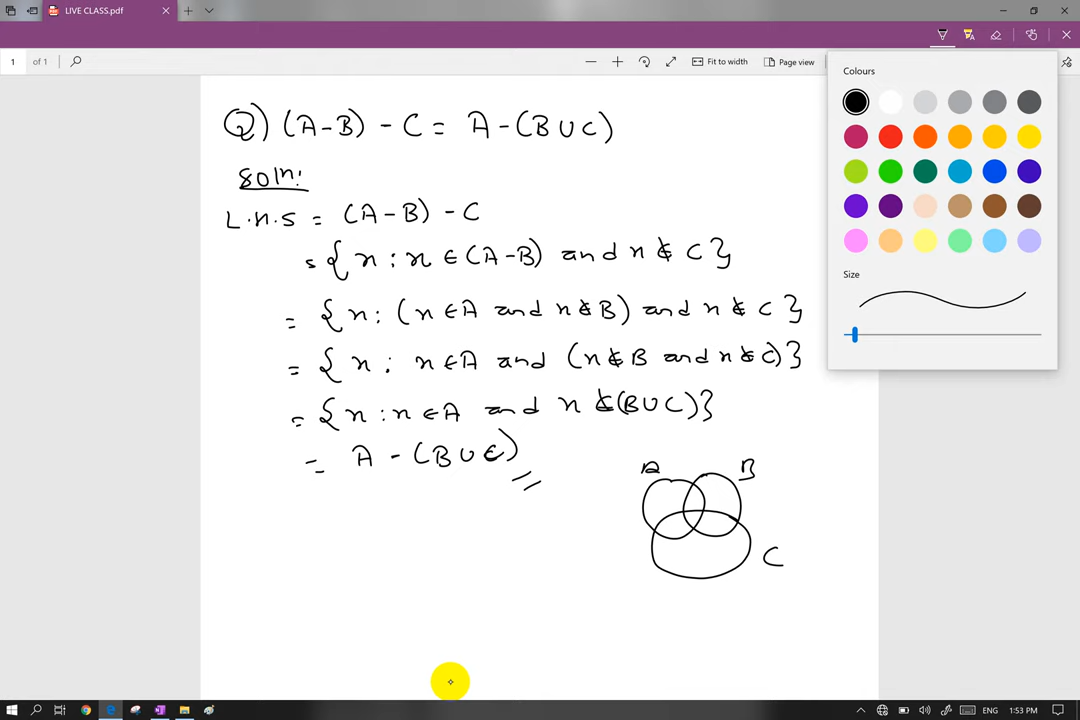 LIVE CLASS.pdf
1 of 1
Fit to width
Page view
Colours
Size
Q) (A-B) - C = A - (B ∪ C)
Soln:
L.H.S = (A - B) - C
= {x : x ∈ (A-B) and x ∉ C}
= {x : (x ∈ A and x ∉ B) and x ∉ C}
= {x : x ∈ A and (x ∉ B and x ∉ C)}
= {x : x ∈ A and x ∉ (B ∪ C)}
= A - (B ∪ C)
A B
C
ENG 1:53 PM